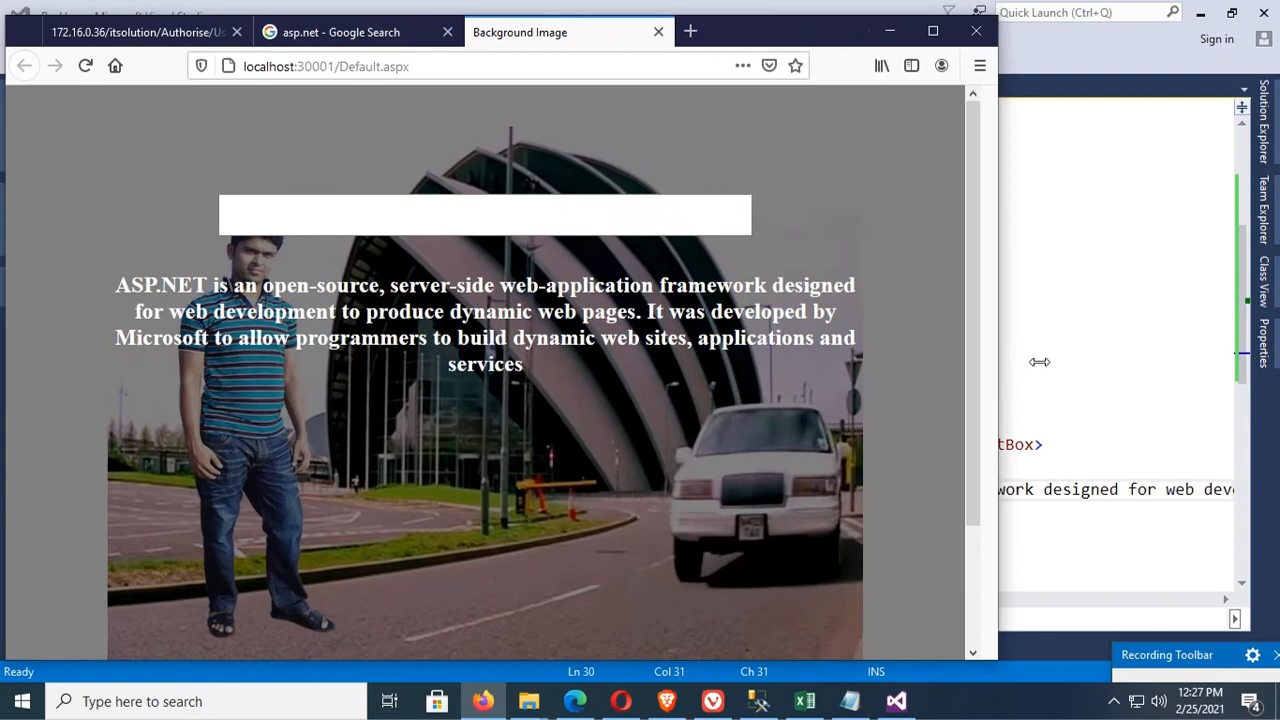 Quick Launch (Ctrl+Q)
172.16.0.36/itsolution/Authorise/Us
asp.net - Google Search
Background Image
Sign in
localhost:30001/Default.aspx
Solution Explorer
Team Explorer
Class View
Properties
ASP.NET is an open-source, server-side web-application framework designed
for web development to produce dynamic web pages. It was developed by
Microsoft to allow programmers to build dynamic web sites, applications and
services
tBox>
work designed for web deve
Recording Toolbar
Ready
Ln 30
Col 31
Ch 31
INS
Type here to search
12:27 PM
2/25/2021
4